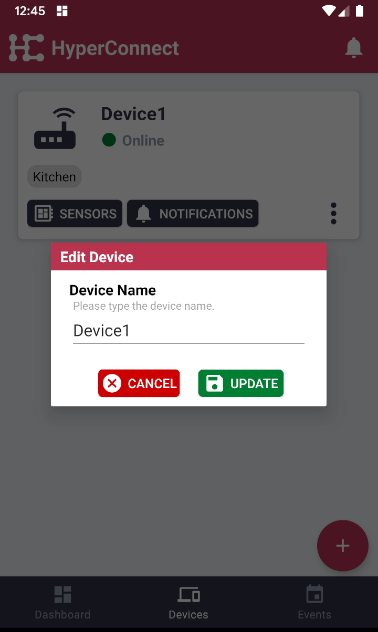 12:45
HyperConnect
Device1
Online
Kitchen
SENSORS
NOTIFICATIONS
Edit Device
Device Name
Please type the device name.
Device1
CANCEL
UPDATE
Dashboard
Devices
Events